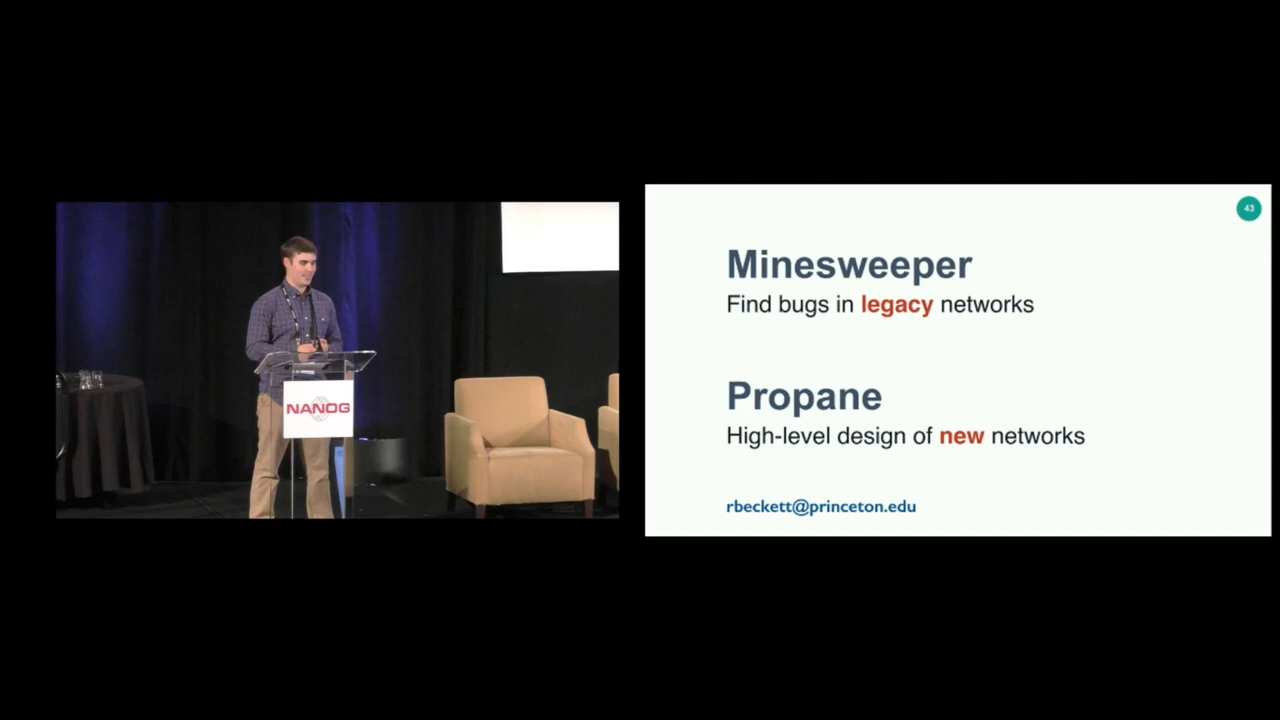 NANOG
43
Minesweeper
Find bugs in legacy networks
Propane
High-level design of new networks
rbeckett@princeton.edu